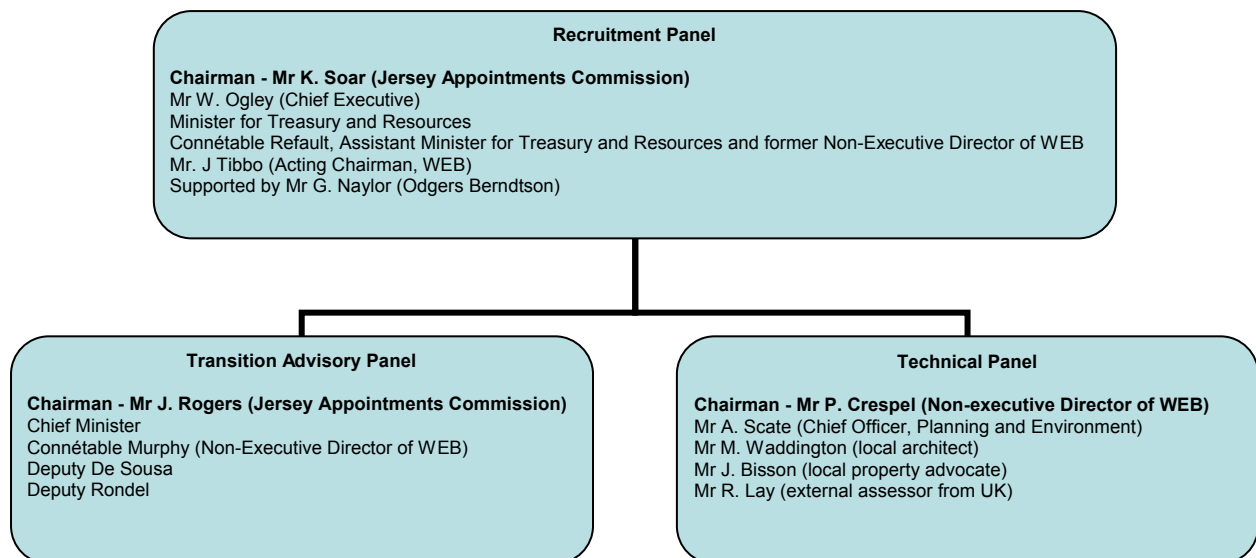 Recruitment Panel
Chairman - Mr K. Soar (Jersey Appointments Commission)
Mr W. Ogley (Chief Executive)
Minister for Treasury and Resources
Connétable Refault, Assistant Minister for Treasury and Resources and former Non-Executive Director of WEB
Mr. J Tibbo (Acting Chairman, WEB)
Supported by Mr G. Naylor (Odgers Berndtson)
Transition Advisory Panel
Chairman - Mr J. Rogers (Jersey Appointments Commission)
Chief Minister
Connétable Murphy (Non-Executive Director of WEB)
Deputy De Sousa
Deputy Rondel
Technical Panel
Chairman - Mr P. Crespel (Non-executive Director of WEB)
Mr A. Scate (Chief Officer, Planning and Environment)
Mr M. Waddington (local architect)
Mr J. Bisson (local property advocate)
Mr R. Lay (external assessor from UK)